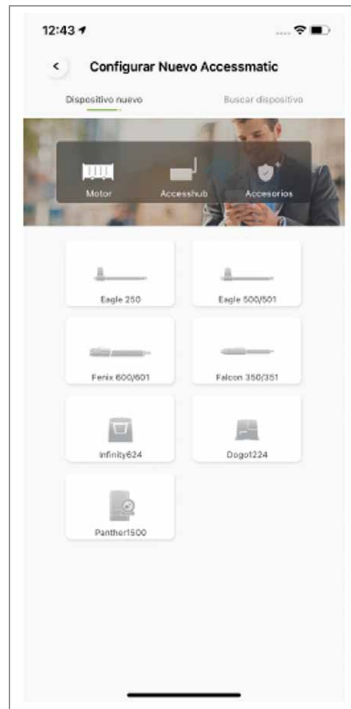 12:43
Configurar Nuevo Accessmatic
Dispositivo nuevo
Buscar dispositivo
Motor
Accesshub
Accesorios
Eagle 250
Eagle 500/501
Fenix 600/601
Falcon 350/351
Infinity624
Dogo1224
Panther1500